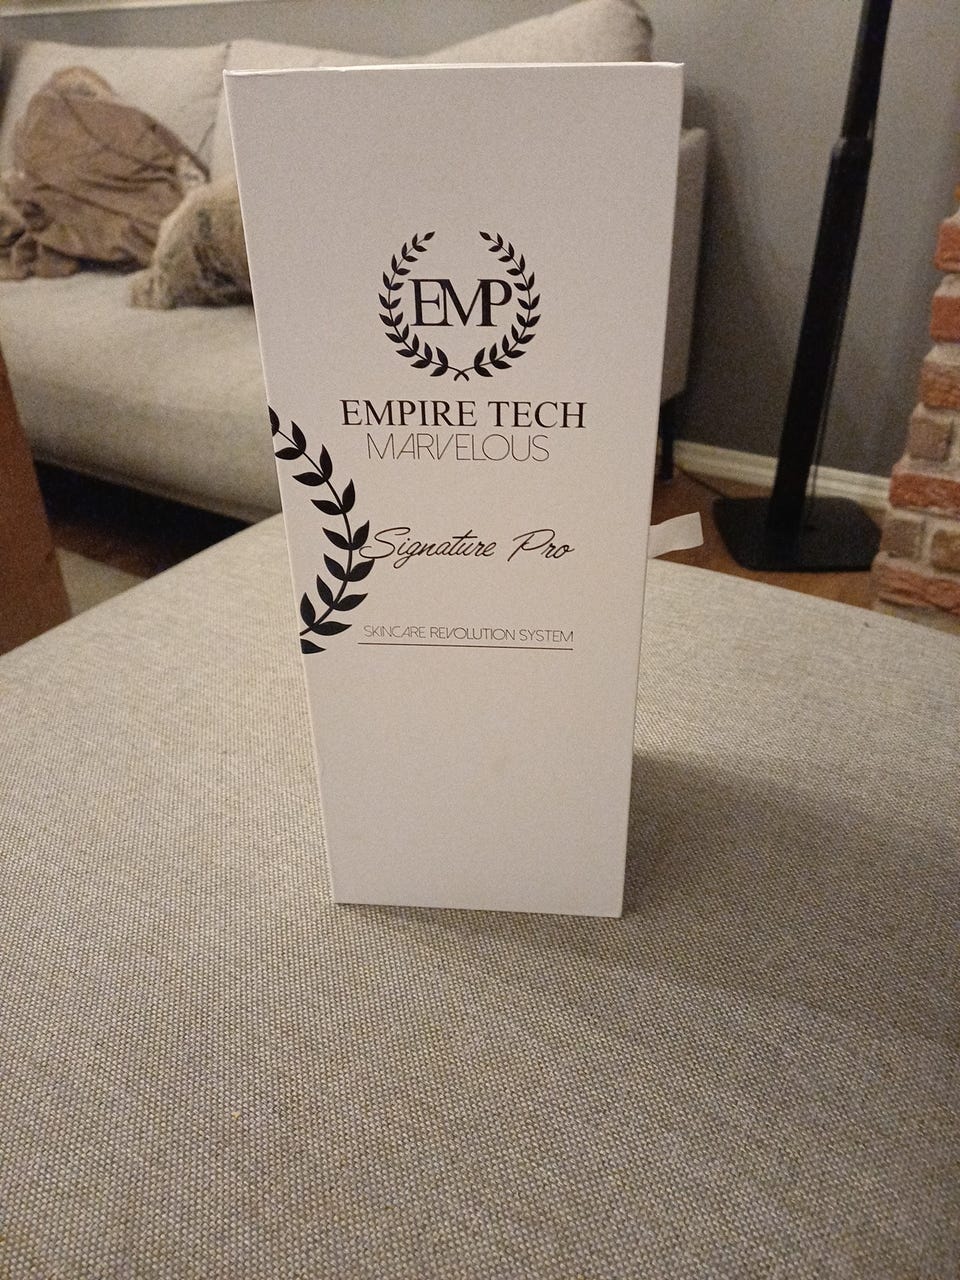 EMP
EMPIRE TECH
MARVELOUS
Signature Pro
SKINCARE REVOLUTION SYSTEM